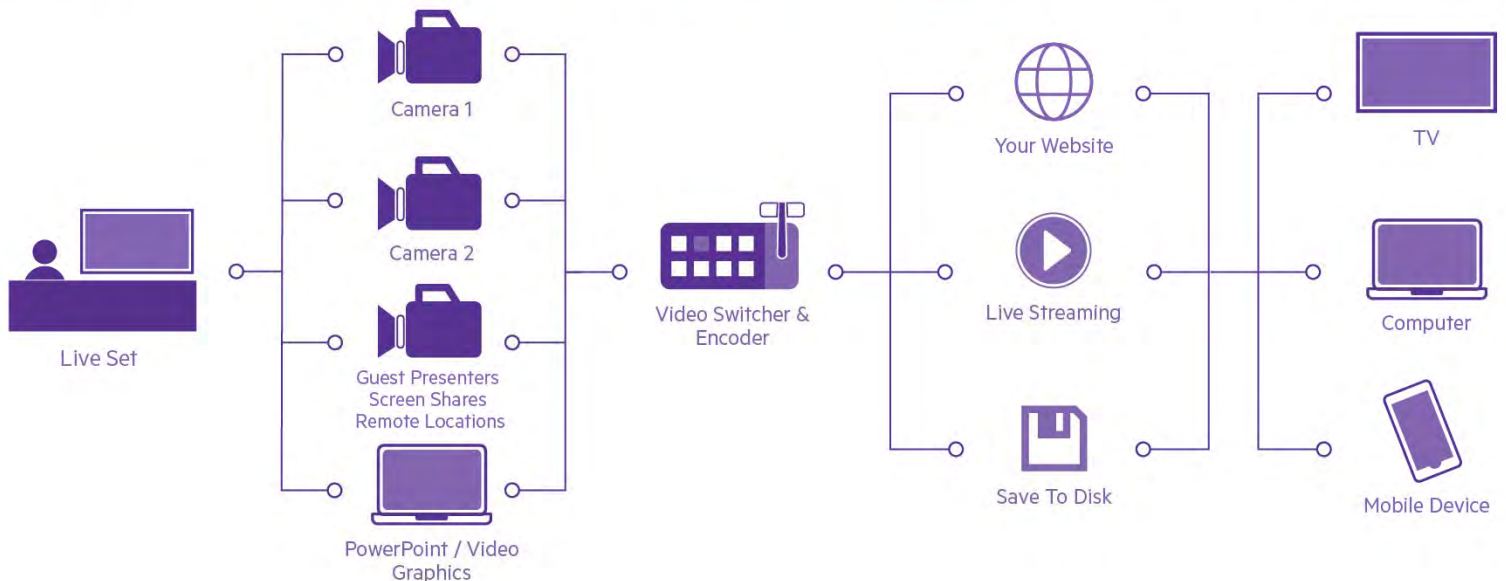 Live Set
Camera 1
Camera 2
Guest Presenters
Screen Shares
Remote Locations
PowerPoint / Video
Graphics
Video Switcher &
Encoder
Your Website
Live Streaming
Save To Disk
TV
Computer
Mobile Device